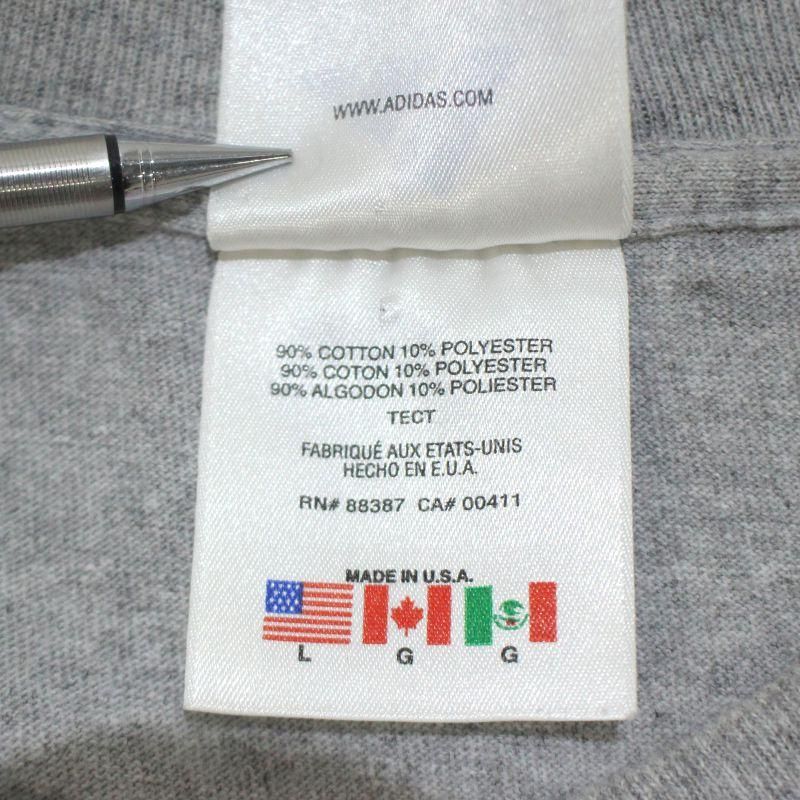 WWW.ADIDAS.COM
90% COTTON 10% POLYESTER
90% COTON 10% POLYESTER
90% ALGODON 10% POLIESTER
TECT
FABRIQUÉ AUX ETATS-UNIS
HECHO EN E.U.A.
RN# 88387 CA# 00411
MADE IN U.S.A.
L G G